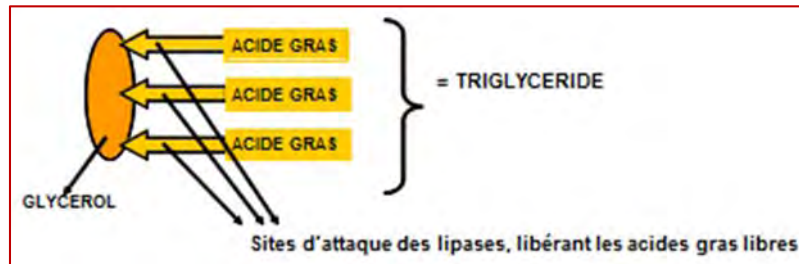 ACIDE GRAS
= TRIGLYCERIDE
ACIDE GRAS
ACIDE GRAS
GLYCEROL
Sites d'attaque des lipases, libérant les acides gras libres